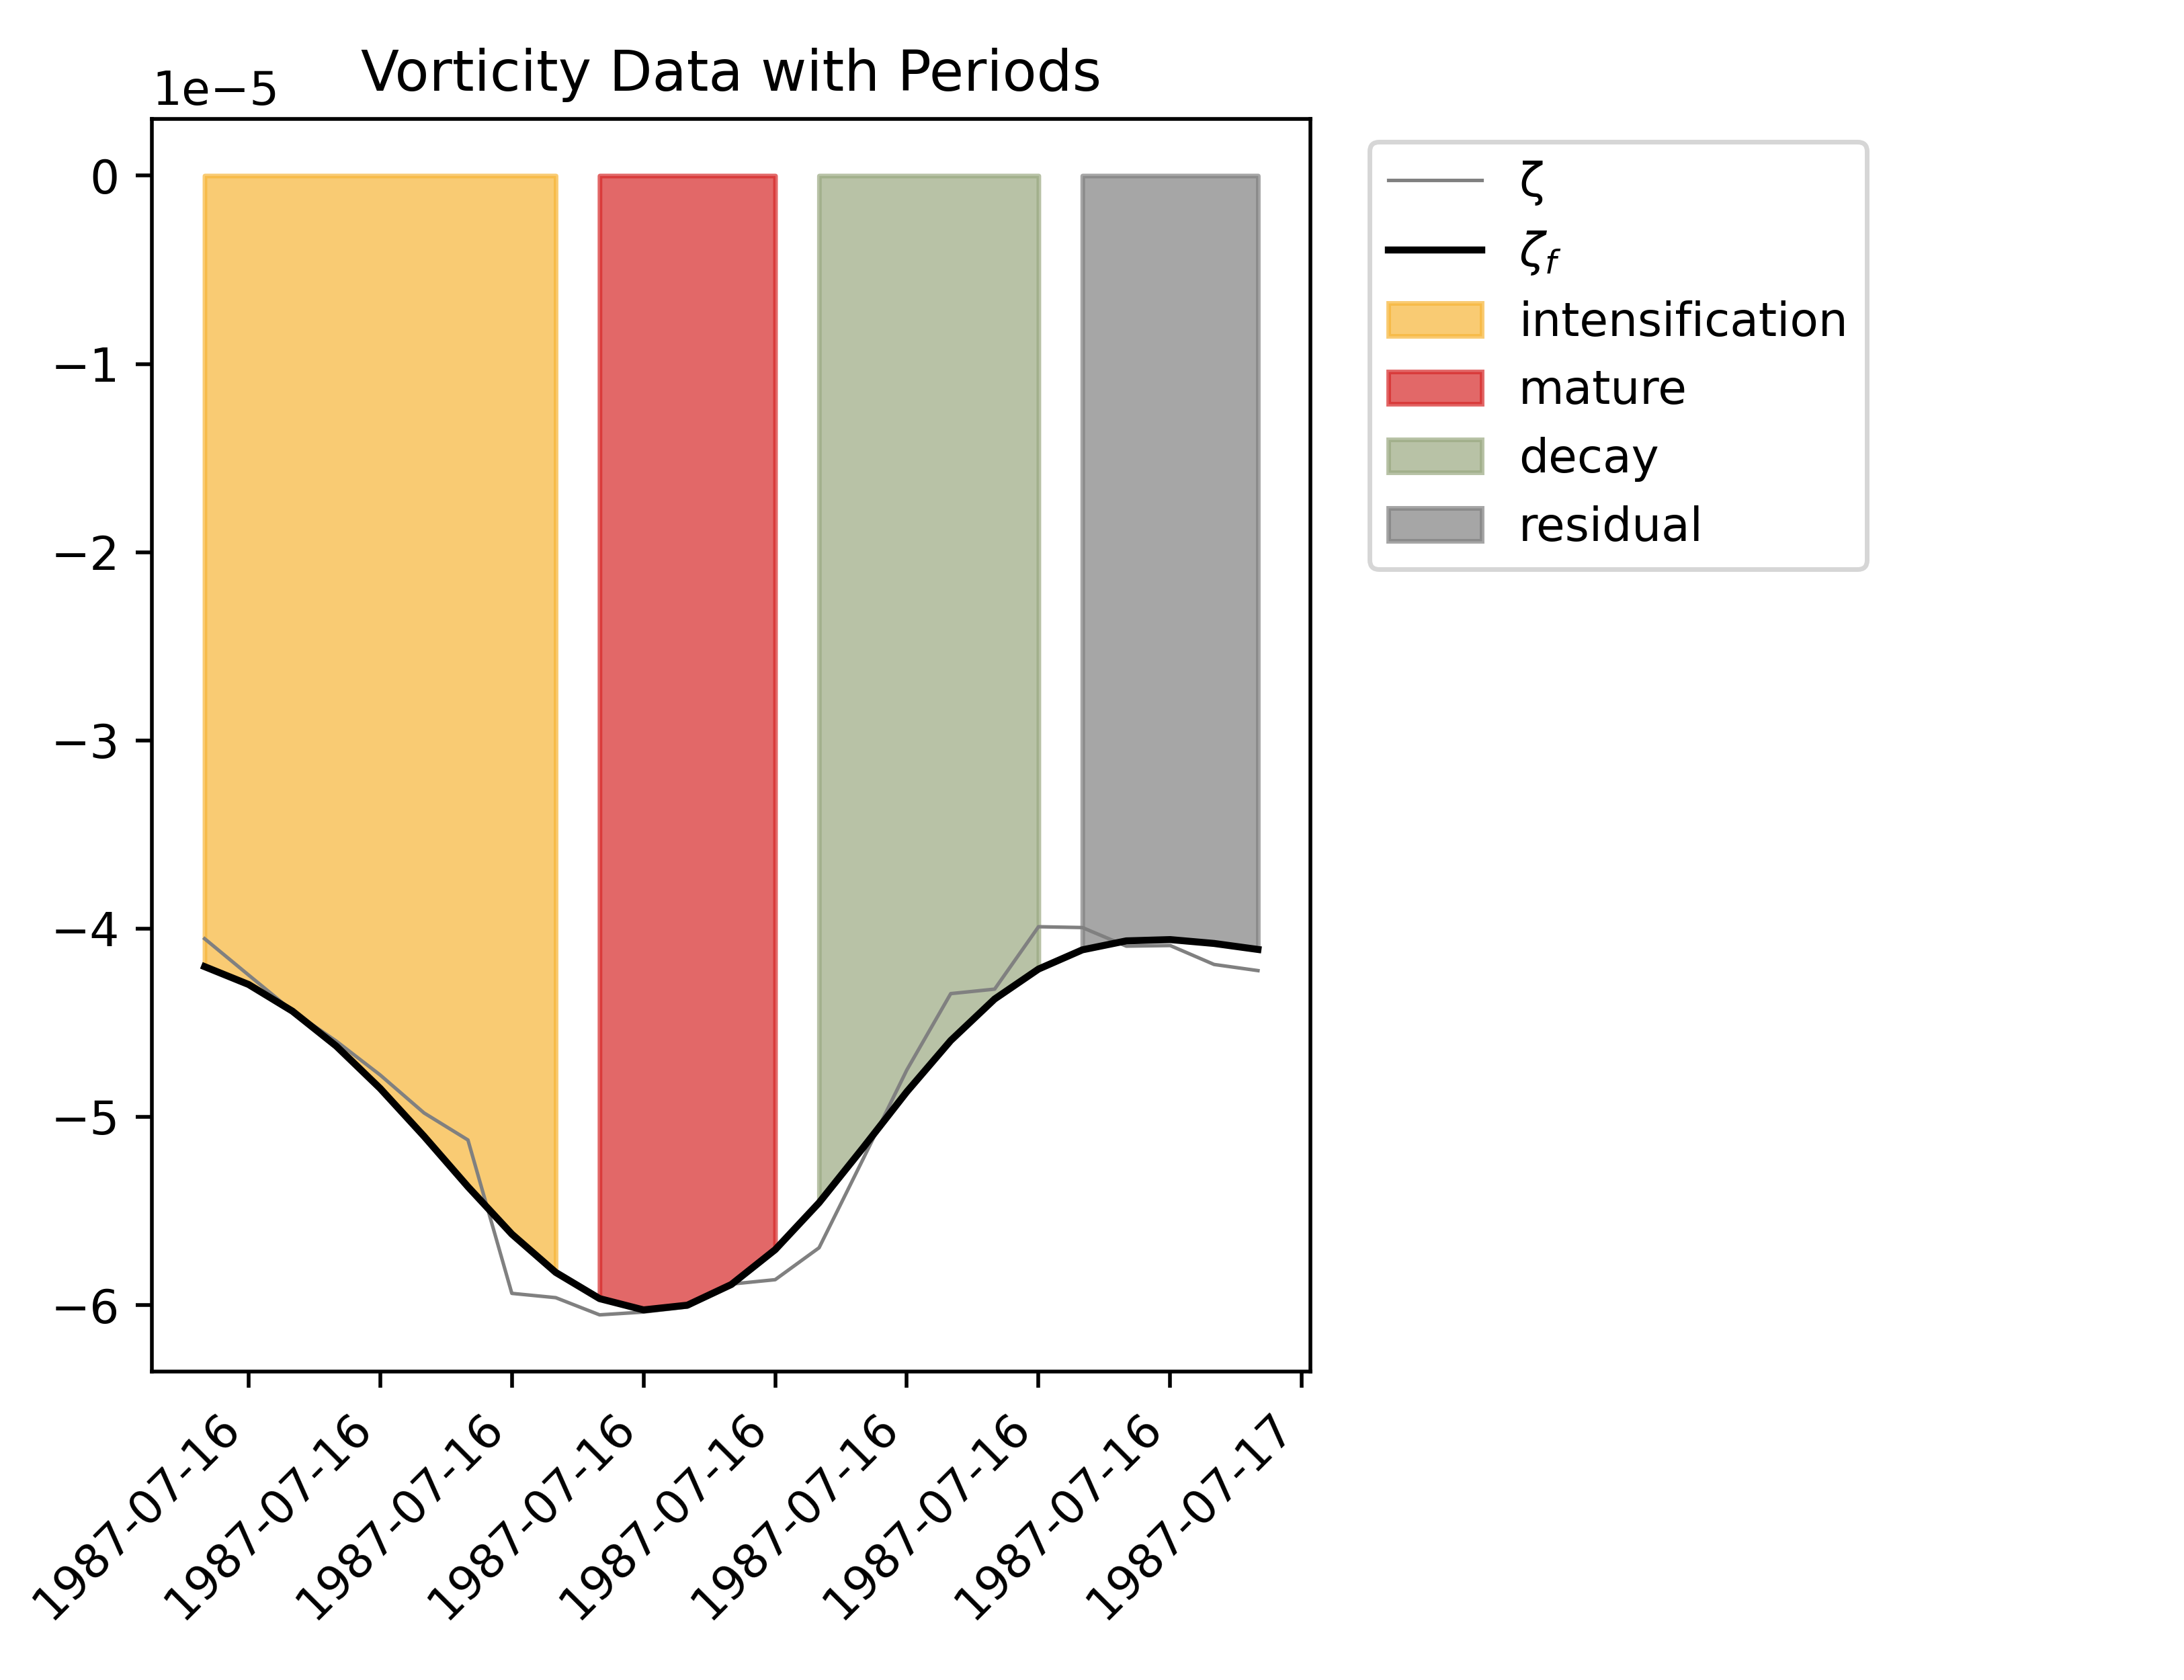 Vorticity Data with Periods
1e−5
0
−1
−2
−3
−4
−5
−6
1987-07-16
1987-07-16
1987-07-16
1987-07-16
1987-07-16
1987-07-16
1987-07-16
1987-07-16
1987-07-17
ζ
ζf
intensification
mature
decay
residual